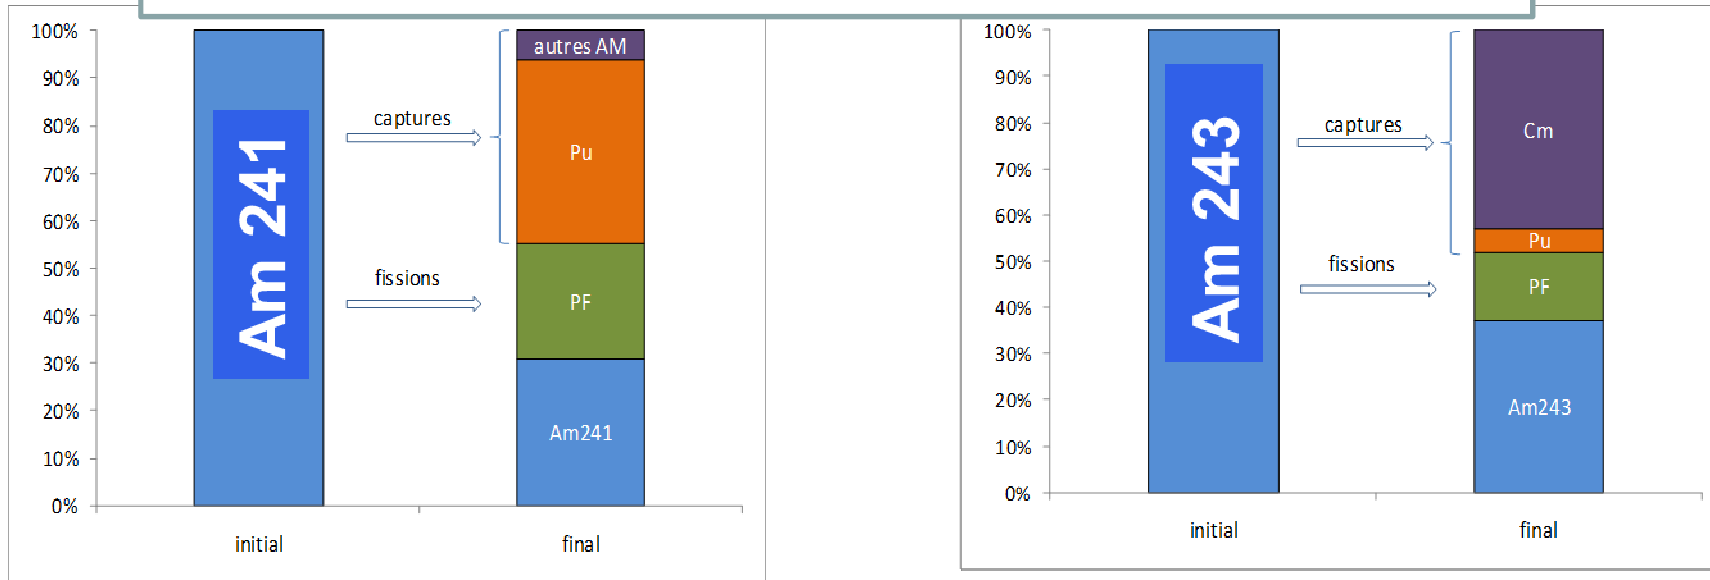 100%
90%
80%
70%
60%
50%
40%
30%
20%
10%
0%
Am 241
captures
fissions
autres AM
Pu
PF
Am241
initial
final
100%
90%
80%
70%
60%
50%
40%
30%
20%
10%
0%
Am 243
captures
fissions
Cm
Pu
PF
Am243
initial
final